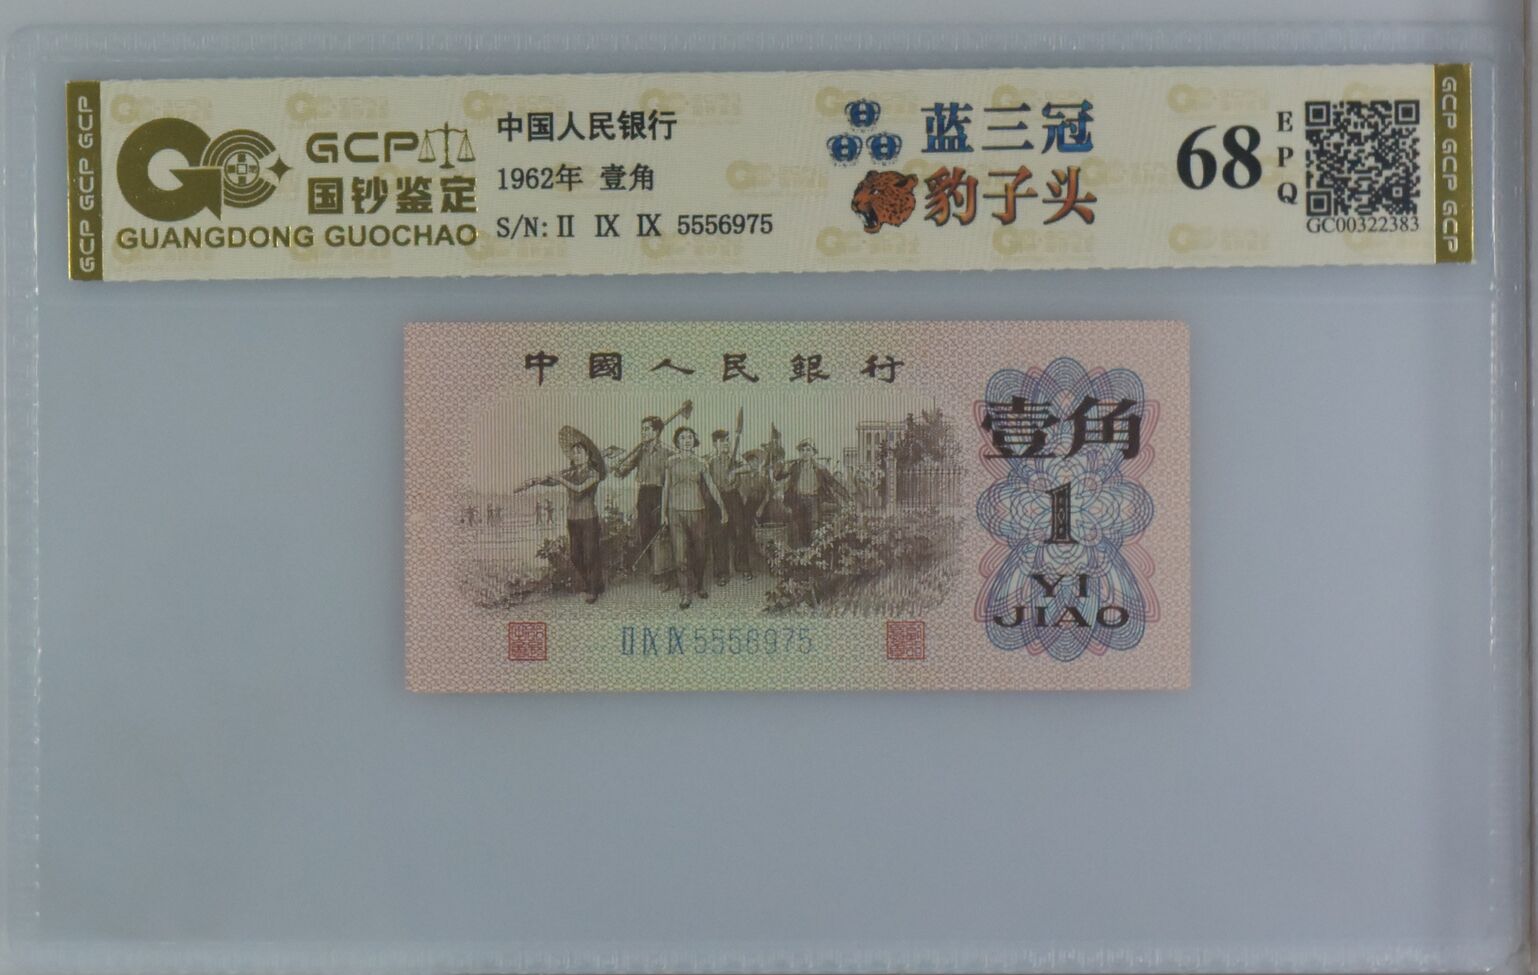 GCP GCP GCP
GCP
国钞鉴定
GUANGDONG GUOCHAO
中国人民银行
1962年 壹角
S/N: II IX IX 5556975
蓝三冠
豹子头
68
EPQ
GC00322383
GCP GCP GCP
中國人民銀行
壹角
1
YI
JIAO
II IX IX 5556975